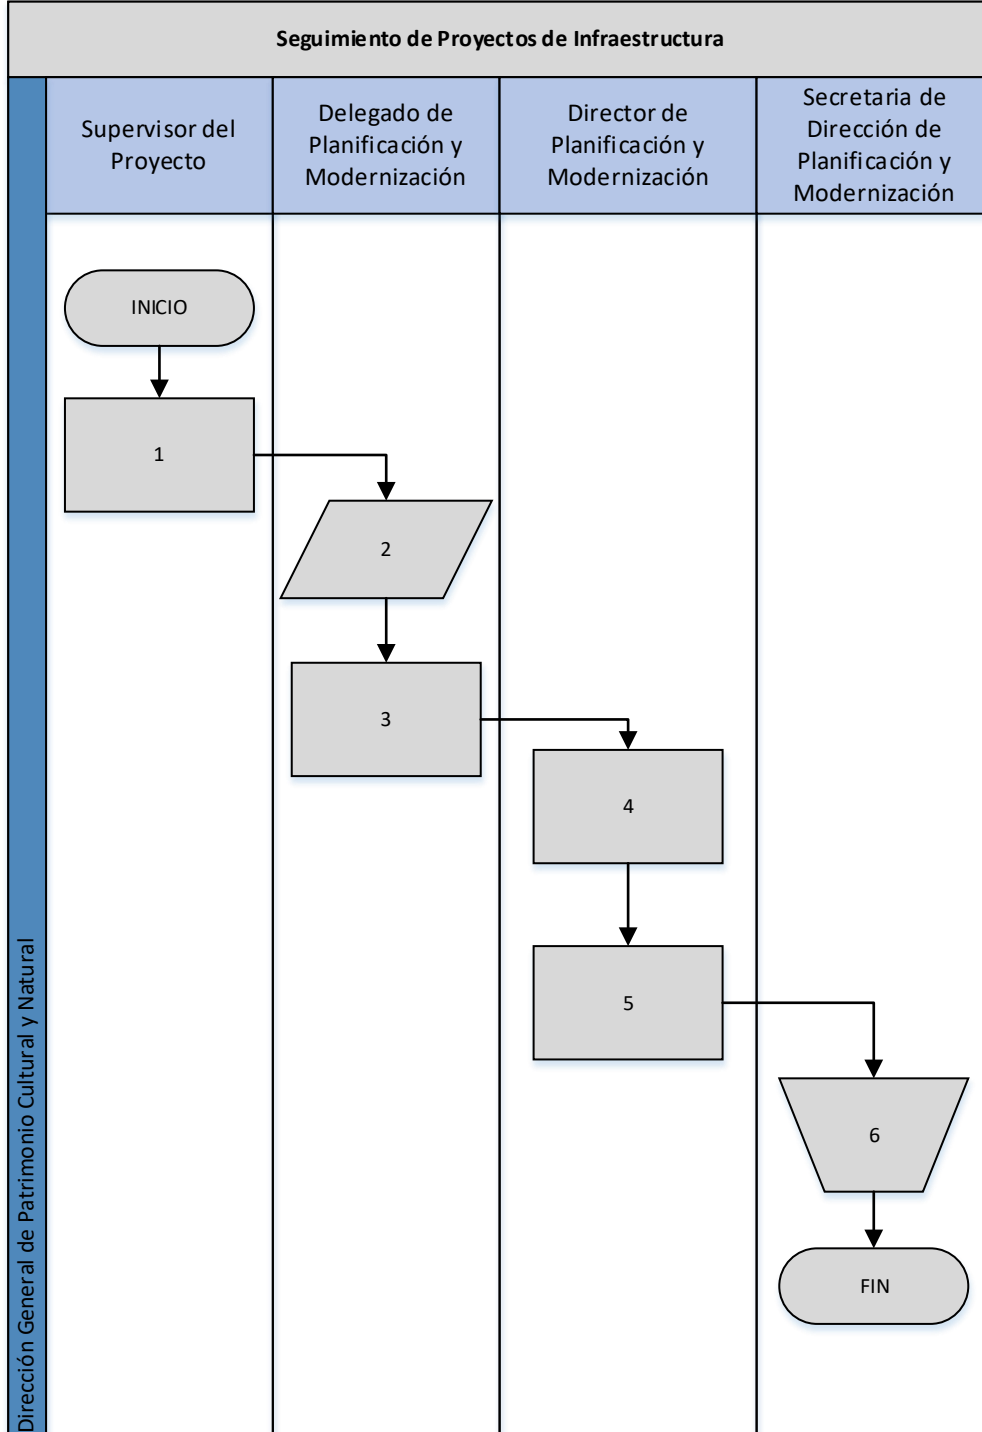 Seguimiento de Proyectos de Infraestructura
Supervisor del
Proyecto
Delegado de
Planificación y
Modernización
Director de
Planificación y
Modernización
Secretaria de
Dirección de
Planificación y
Modernización
Dirección General de Patrimonio Cultural y Natural
INICIO
1
2
3
4
5
6
FIN